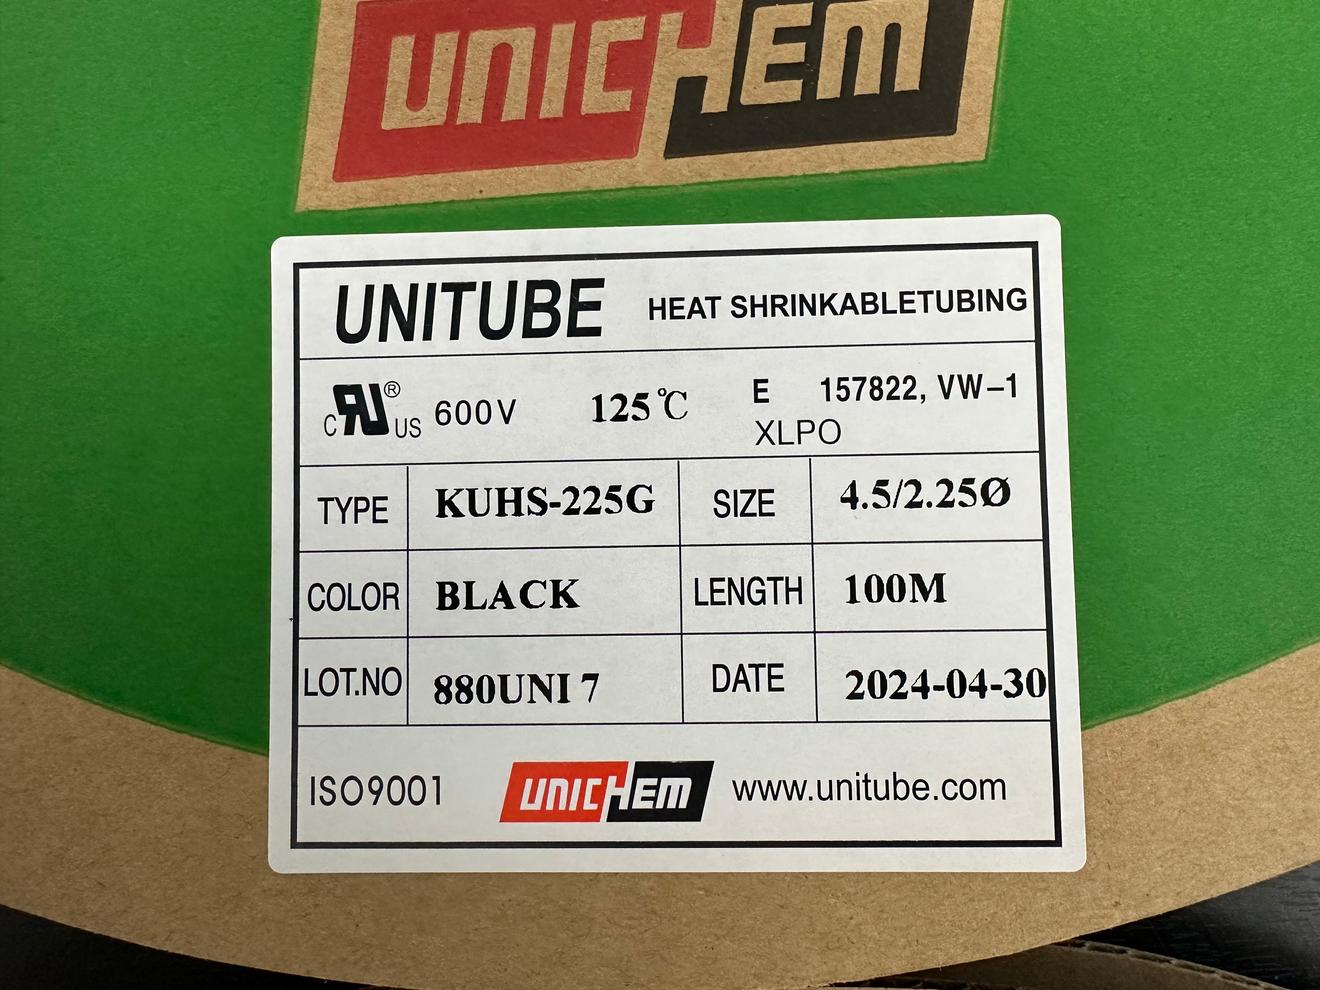 UNICHEM
UNITUBE HEAT SHRINKABLETUBING
cRU® US 600V 125℃ E 157822, VW-1
XLPO
TYPE KUHS-225G SIZE 4.5/2.25Ø
COLOR BLACK LENGTH 100M
LOT.NO 880UNI 7 DATE 2024-04-30
ISO9001 UNICHEM www.unitube.com